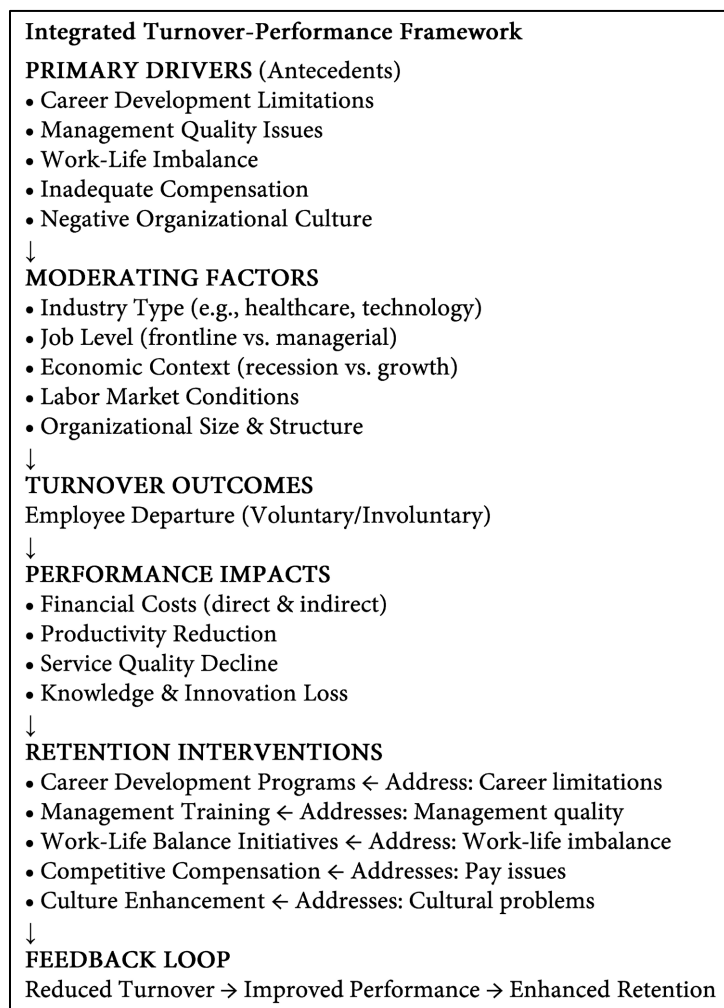 Integrated Turnover-Performance Framework
PRIMARY DRIVERS (Antecedents)
• Career Development Limitations
• Management Quality Issues
• Work-Life Imbalance
• Inadequate Compensation
• Negative Organizational Culture
↓
MODERATING FACTORS
• Industry Type (e.g., healthcare, technology)
• Job Level (frontline vs. managerial)
• Economic Context (recession vs. growth)
• Labor Market Conditions
• Organizational Size & Structure
↓
TURNOVER OUTCOMES
Employee Departure (Voluntary/Involuntary)
↓
PERFORMANCE IMPACTS
• Financial Costs (direct & indirect)
• Productivity Reduction
• Service Quality Decline
• Knowledge & Innovation Loss
↓
RETENTION INTERVENTIONS
• Career Development Programs ← Address: Career limitations
• Management Training ← Addresses: Management quality
• Work-Life Balance Initiatives ← Address: Work-life imbalance
• Competitive Compensation ← Addresses: Pay issues
• Culture Enhancement ← Addresses: Cultural problems
↓
FEEDBACK LOOP
Reduced Turnover → Improved Performance → Enhanced Retention